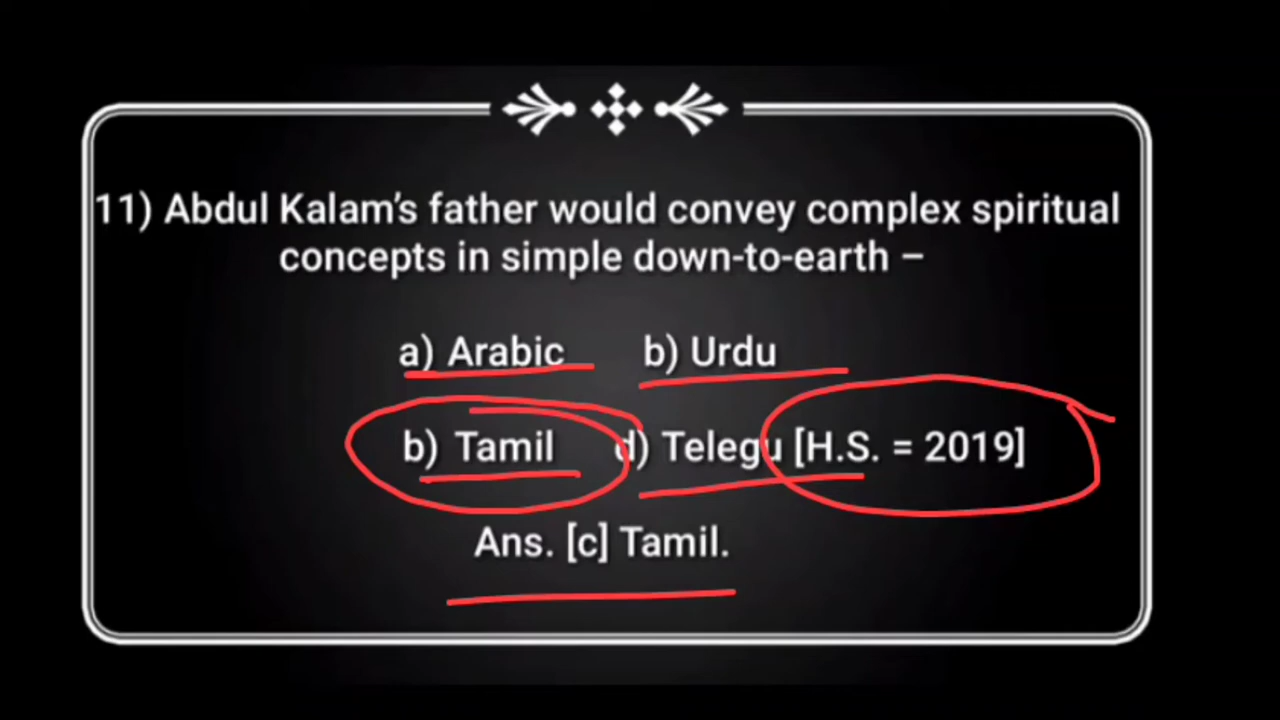 11) Abdul Kalam's father would convey complex spiritual
concepts in simple down-to-earth –
a) Arabic b) Urdu
b) Tamil d) Telegu [H.S. = 2019]
Ans. [c] Tamil.